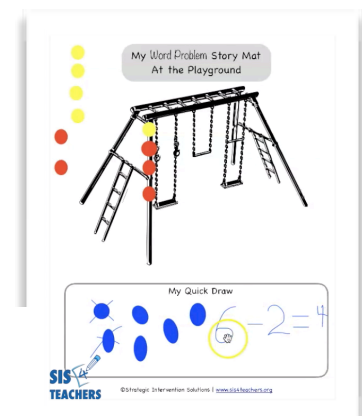 My Word Problem Story Mat
At the Playground
My Quick Draw
6-2=4
SIS4
TEACHERS
©Strategic Intervention Solutions | www.sis4teachers.org